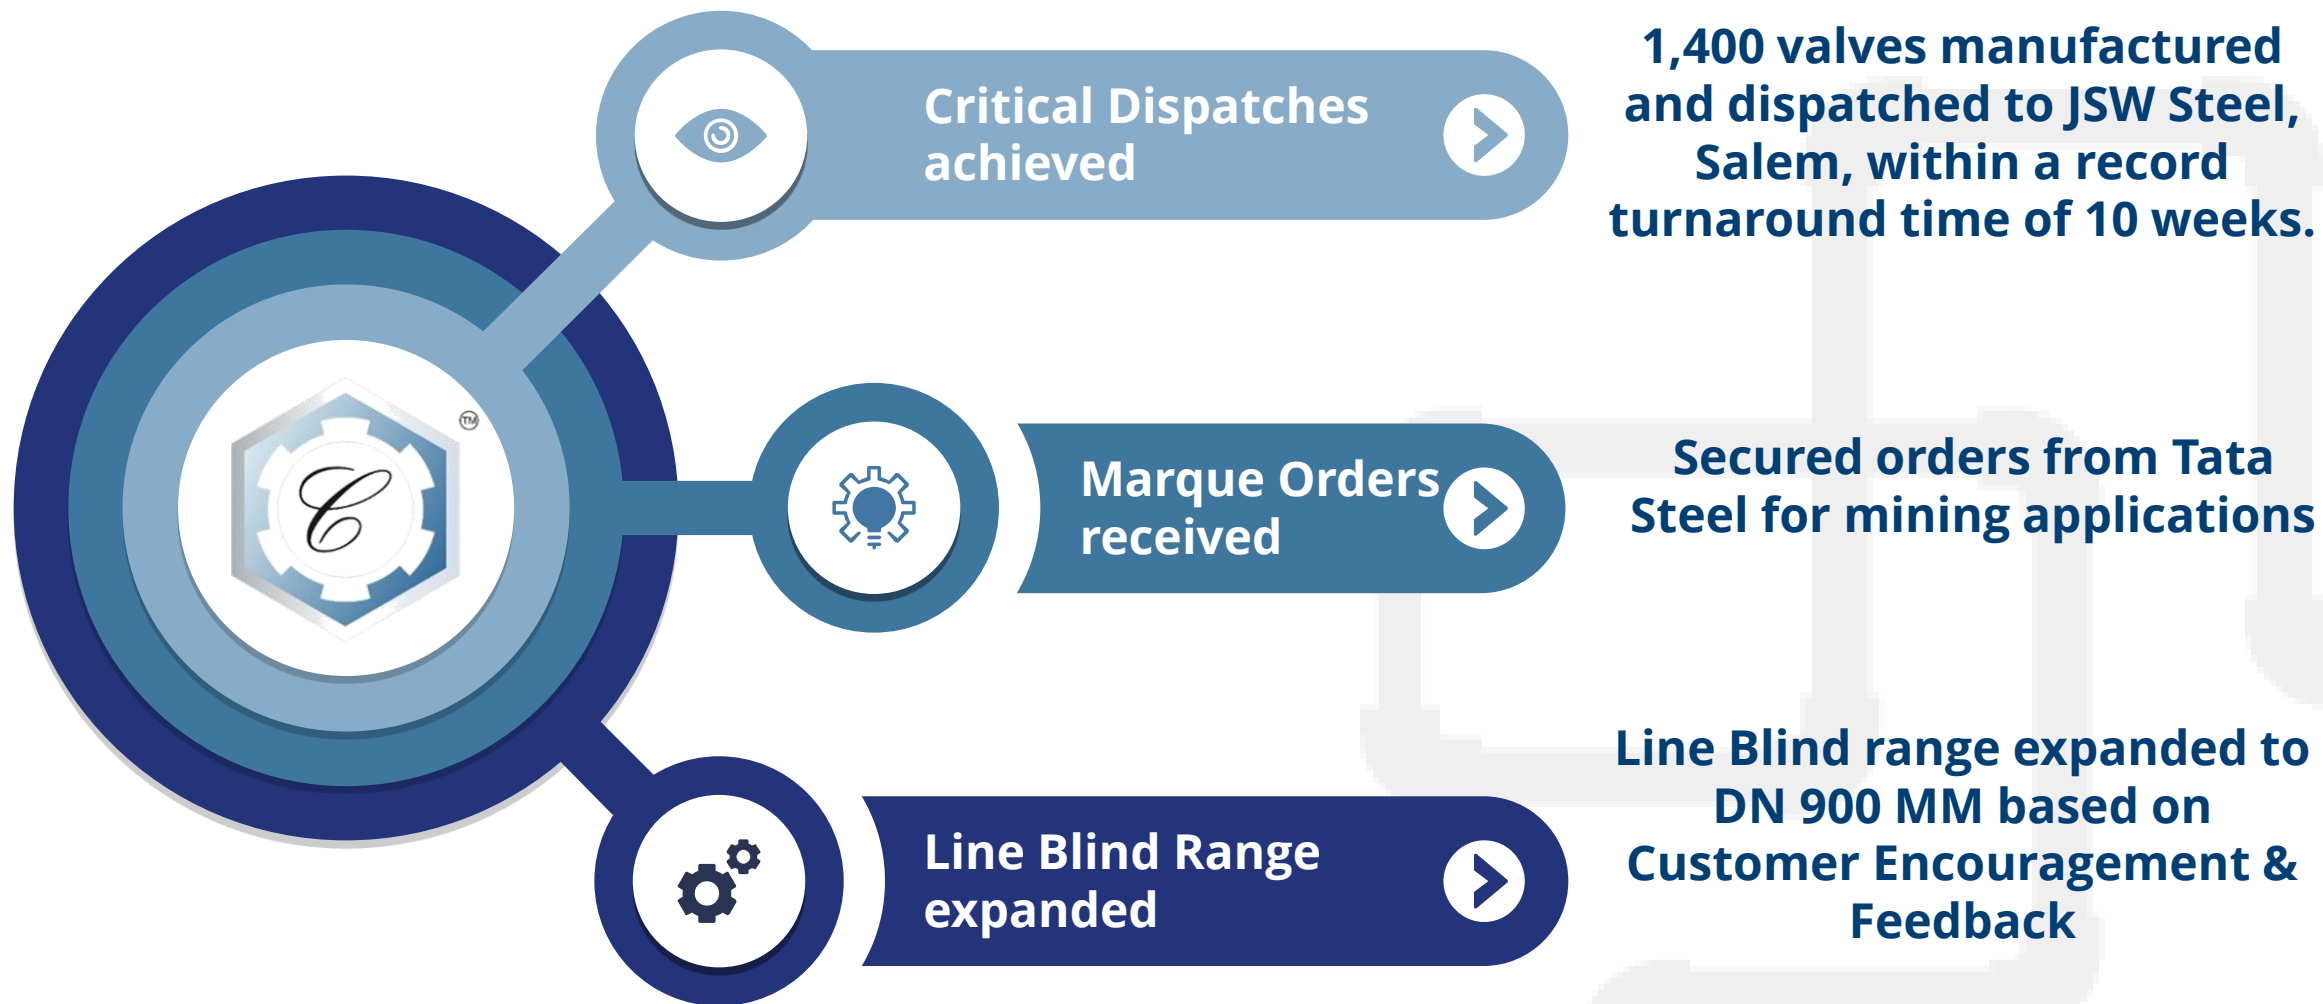 Critical Dispatches
achieved
1,400 valves manufactured
and dispatched to JSW Steel,
Salem, within a record
turnaround time of 10 weeks.
C
TM
Marque Orders
received
Secured orders from Tata
Steel for mining applications
Line Blind Range
expanded
Line Blind range expanded to
DN 900 MM based on
Customer Encouragement &
Feedback